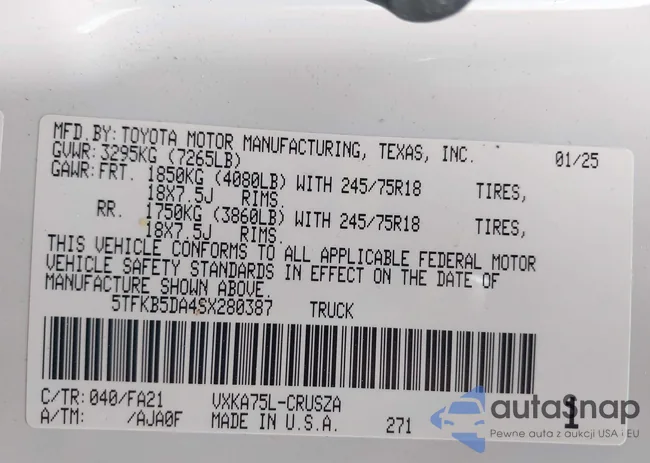 MFD.BY:TOYOTA MOTOR MANUFACTURING, TEXAS, INC. 01/25
GVWR:3295KG (7265LB)
GAWR:FRT. 1850KG (4080LB) WITH 245/75R18 TIRES,
18X7.5J RIMS.
RR. 1750KG (3860LB) WITH 245/75R18 TIRES,
18X7.5J RIMS.
THIS VEHICLE CONFORMS TO ALL APPLICABLE FEDERAL MOTOR
VEHICLE SAFETY STANDARDS IN EFFECT ON THE DATE OF
MANUFACTURE SHOWN ABOVE.
5TFKB5DA4SX280387 TRUCK
C/TR:040/FA21 VXKA75L-CRUSZA
A/TM: /AJA0F MADE IN U.S.A. 271 1
autosnap
Pewne auta z aukcji USA i EU